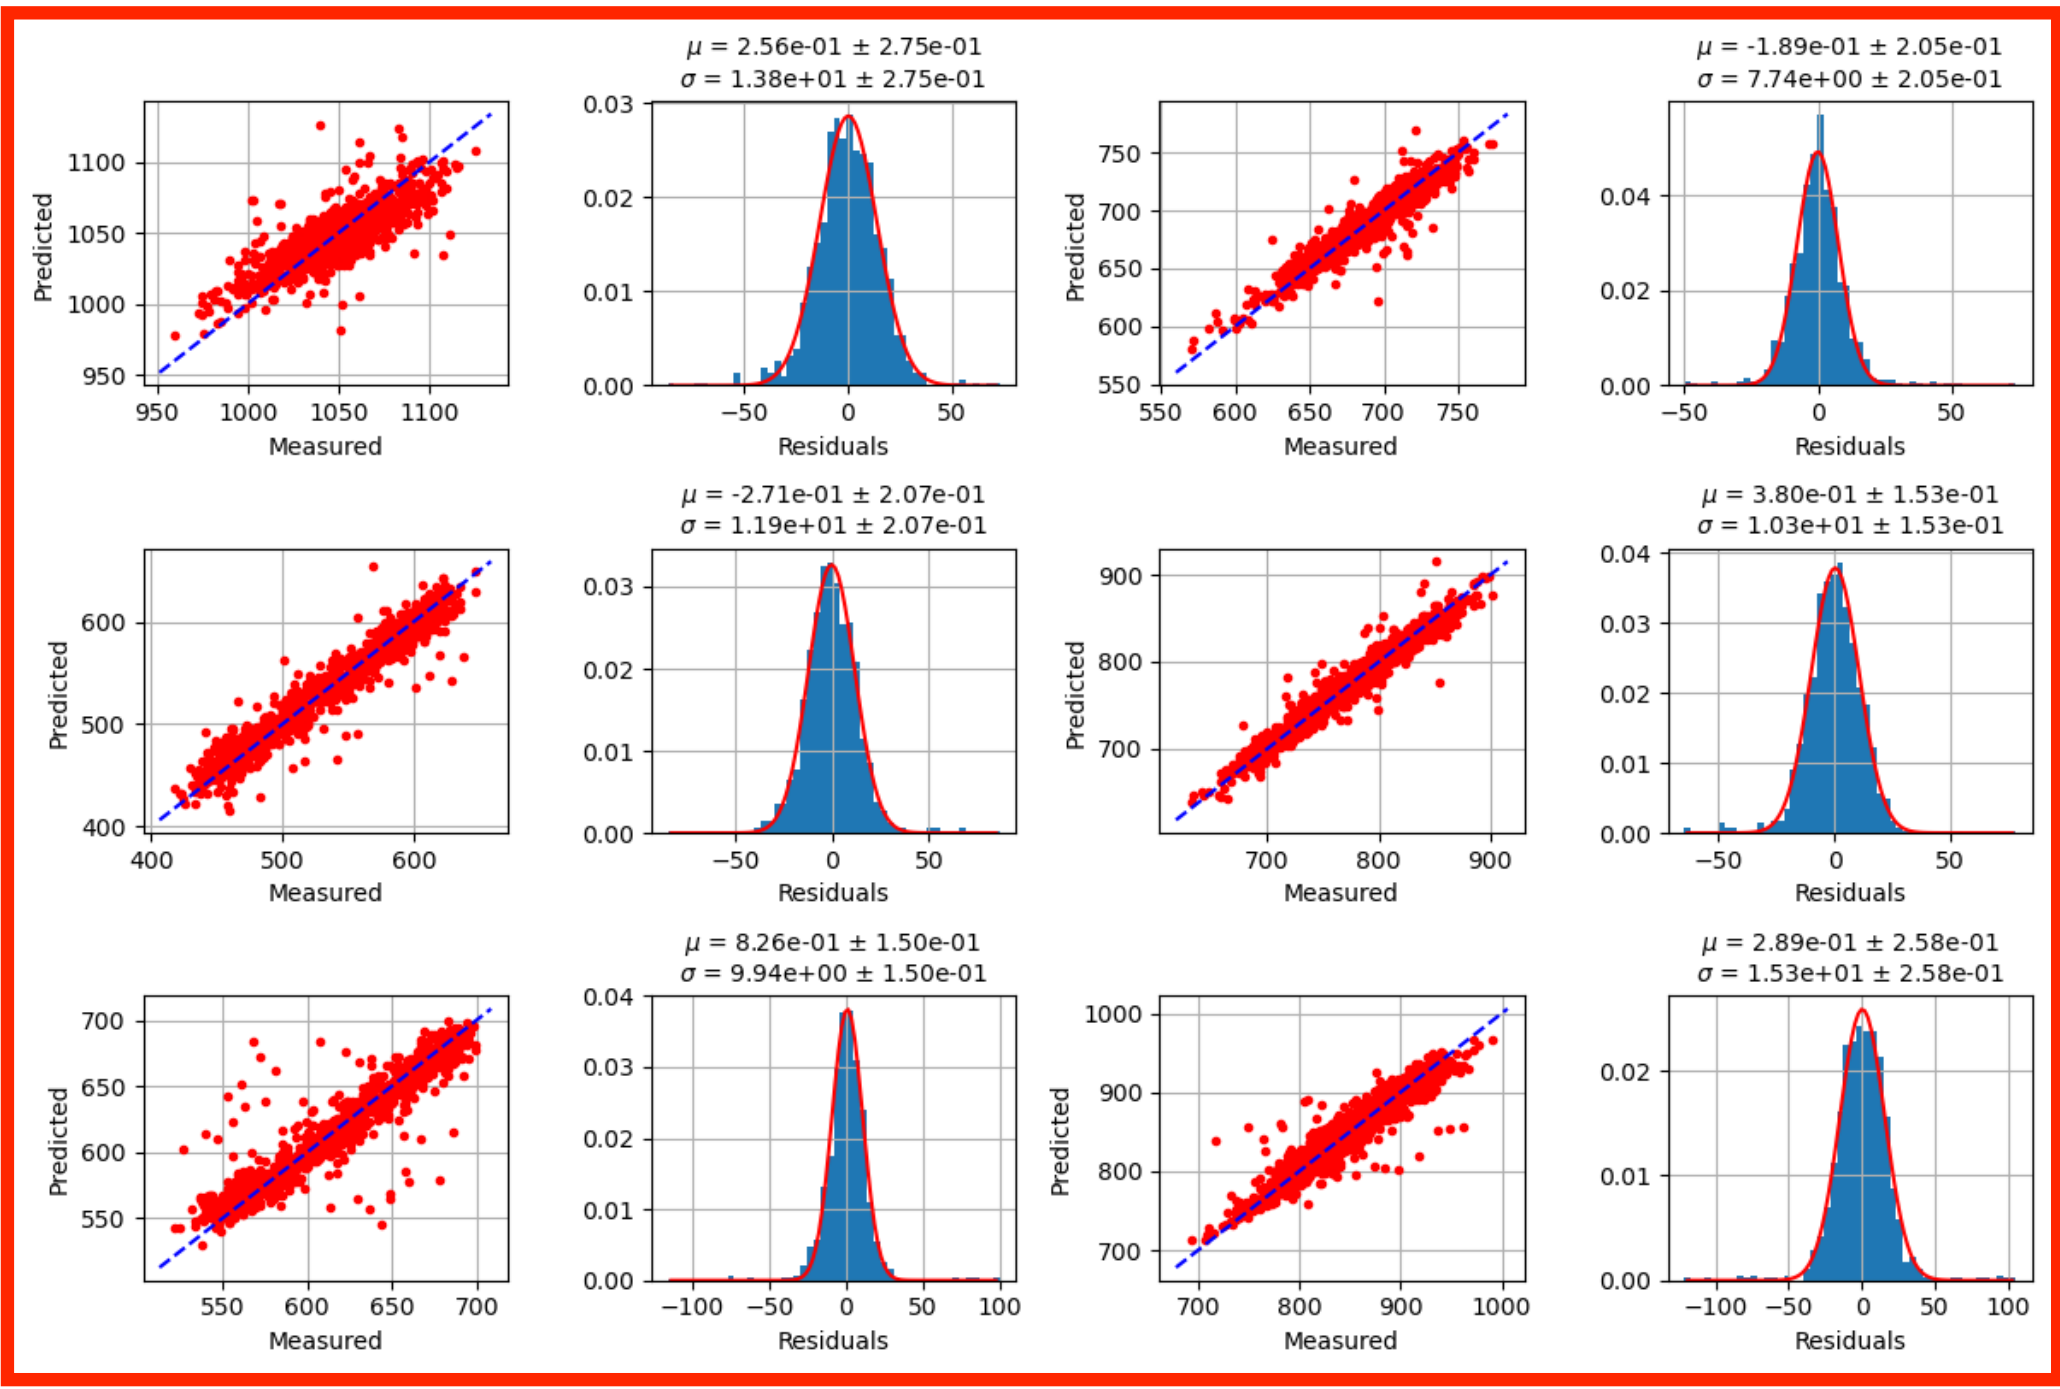 μ = 2.56e-01 ± 2.75e-01
σ = 1.38e+01 ± 2.75e-01
μ = -1.89e-01 ± 2.05e-01
σ = 7.74e+00 ± 2.05e-01
Predicted
1100
1050
1000
950
950 1000 1050 1100
Measured
0.03
0.02
0.01
0.00
−50 0 50
Residuals
Predicted
750
700
650
600
550
550 600 650 700 750
Measured
0.04
0.02
0.00
−50 0 50
Residuals
μ = -2.71e-01 ± 2.07e-01
σ = 1.19e+01 ± 2.07e-01
μ = 3.80e-01 ± 1.53e-01
σ = 1.03e+01 ± 1.53e-01
Predicted
600
500
400
400 500 600
Measured
0.03
0.02
0.01
0.00
−50 0 50
Residuals
Predicted
900
800
700
700 800 900
Measured
0.04
0.03
0.02
0.01
0.00
−50 0 50
Residuals
μ = 8.26e-01 ± 1.50e-01
σ = 9.94e+00 ± 1.50e-01
μ = 2.89e-01 ± 2.58e-01
σ = 1.53e+01 ± 2.58e-01
Predicted
700
650
600
550
550 600 650 700
Measured
0.04
0.03
0.02
0.01
0.00
−100 −50 0 50 100
Residuals
Predicted
1000
900
800
700
700 800 900 1000
Measured
0.02
0.01
0.00
−100 −50 0 50 100
Residuals